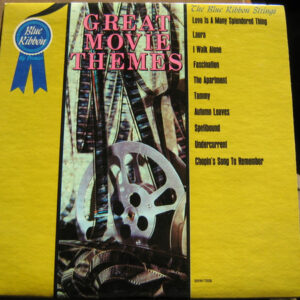 The Blue Ribbon Strings
GREAT
MOVIE
THEMES
Blue
Ribbon
Love Is A Many Splendored Thing
Laura
I Walk Alone
Fascination
The Apartment
Tammy
Autumn Leaves
Spellbound
Undercurrent
Chopin's Song To Remember